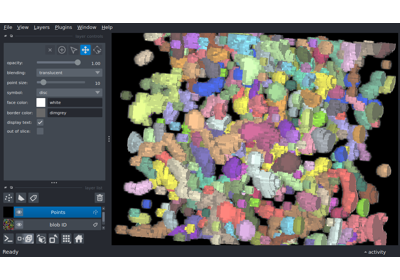 File View Layers Plugins Window Help
opacity: 1.00
blending: translucent
point size: 10
symbol: disc
face color: white
border color: dimgrey
display text: ✓
out of slice:
Points
blob ID
Ready
activity